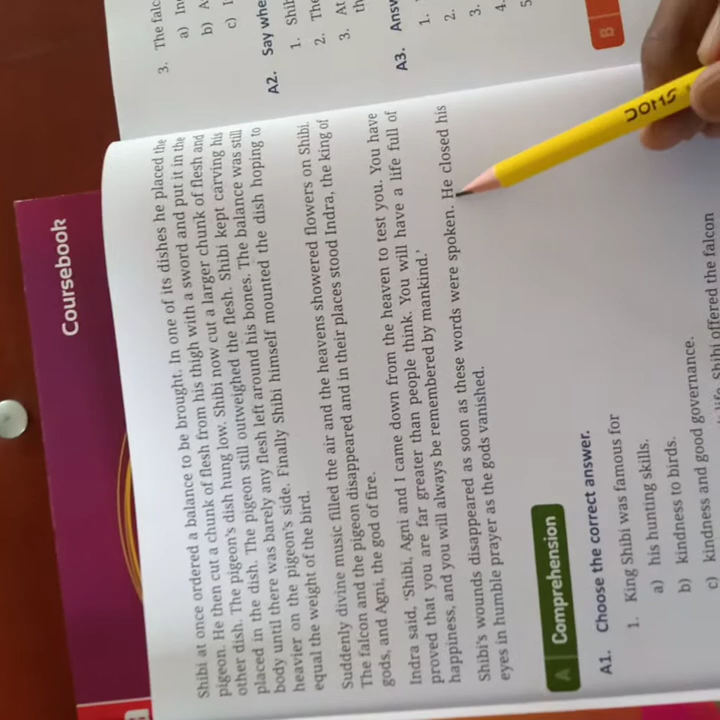 Coursebook
Shibi at once ordered a balance to be brought. In one of its dishes he placed the
pigeon. He then cut a chunk of flesh from his thigh with a sword and put it in the
other dish. The pigeon's dish hung low. Shibi now cut a larger chunk of flesh and
placed in the dish. The pigeon still outweighed the flesh. Shibi kept carving his
body until there was barely any flesh left around his bones. The balance was still
heavier on the pigeon's side. Finally Shibi himself mounted the dish hoping to
equal the weight of the bird.
Suddenly divine music filled the air and the heavens showered flowers on Shibi.
The falcon and the pigeon disappeared and in their places stood Indra, the king of
gods, and Agni, the god of fire.
Indra said, 'Shibi, Agni and I came down from the heaven to test you. You have
proved that you are far greater than people think. You will have a life full of
happiness, and you will always be remembered by mankind.'
Shibi's wounds disappeared as soon as these words were spoken. He closed his
eyes in humble prayer as the gods vanished.
A Comprehension
A1. Choose the correct answer.
1. King Shibi was famous for
a) his hunting skills.
b) kindness to birds.
c) kindness and good governance.
Shibi offered the falcon
3. The falc
a) In
b) A
c)
A2. Say whe
1. Shib
2. The
3. At
th
A3. Answ
1.
2.
3.
4.
5
B
DOMS